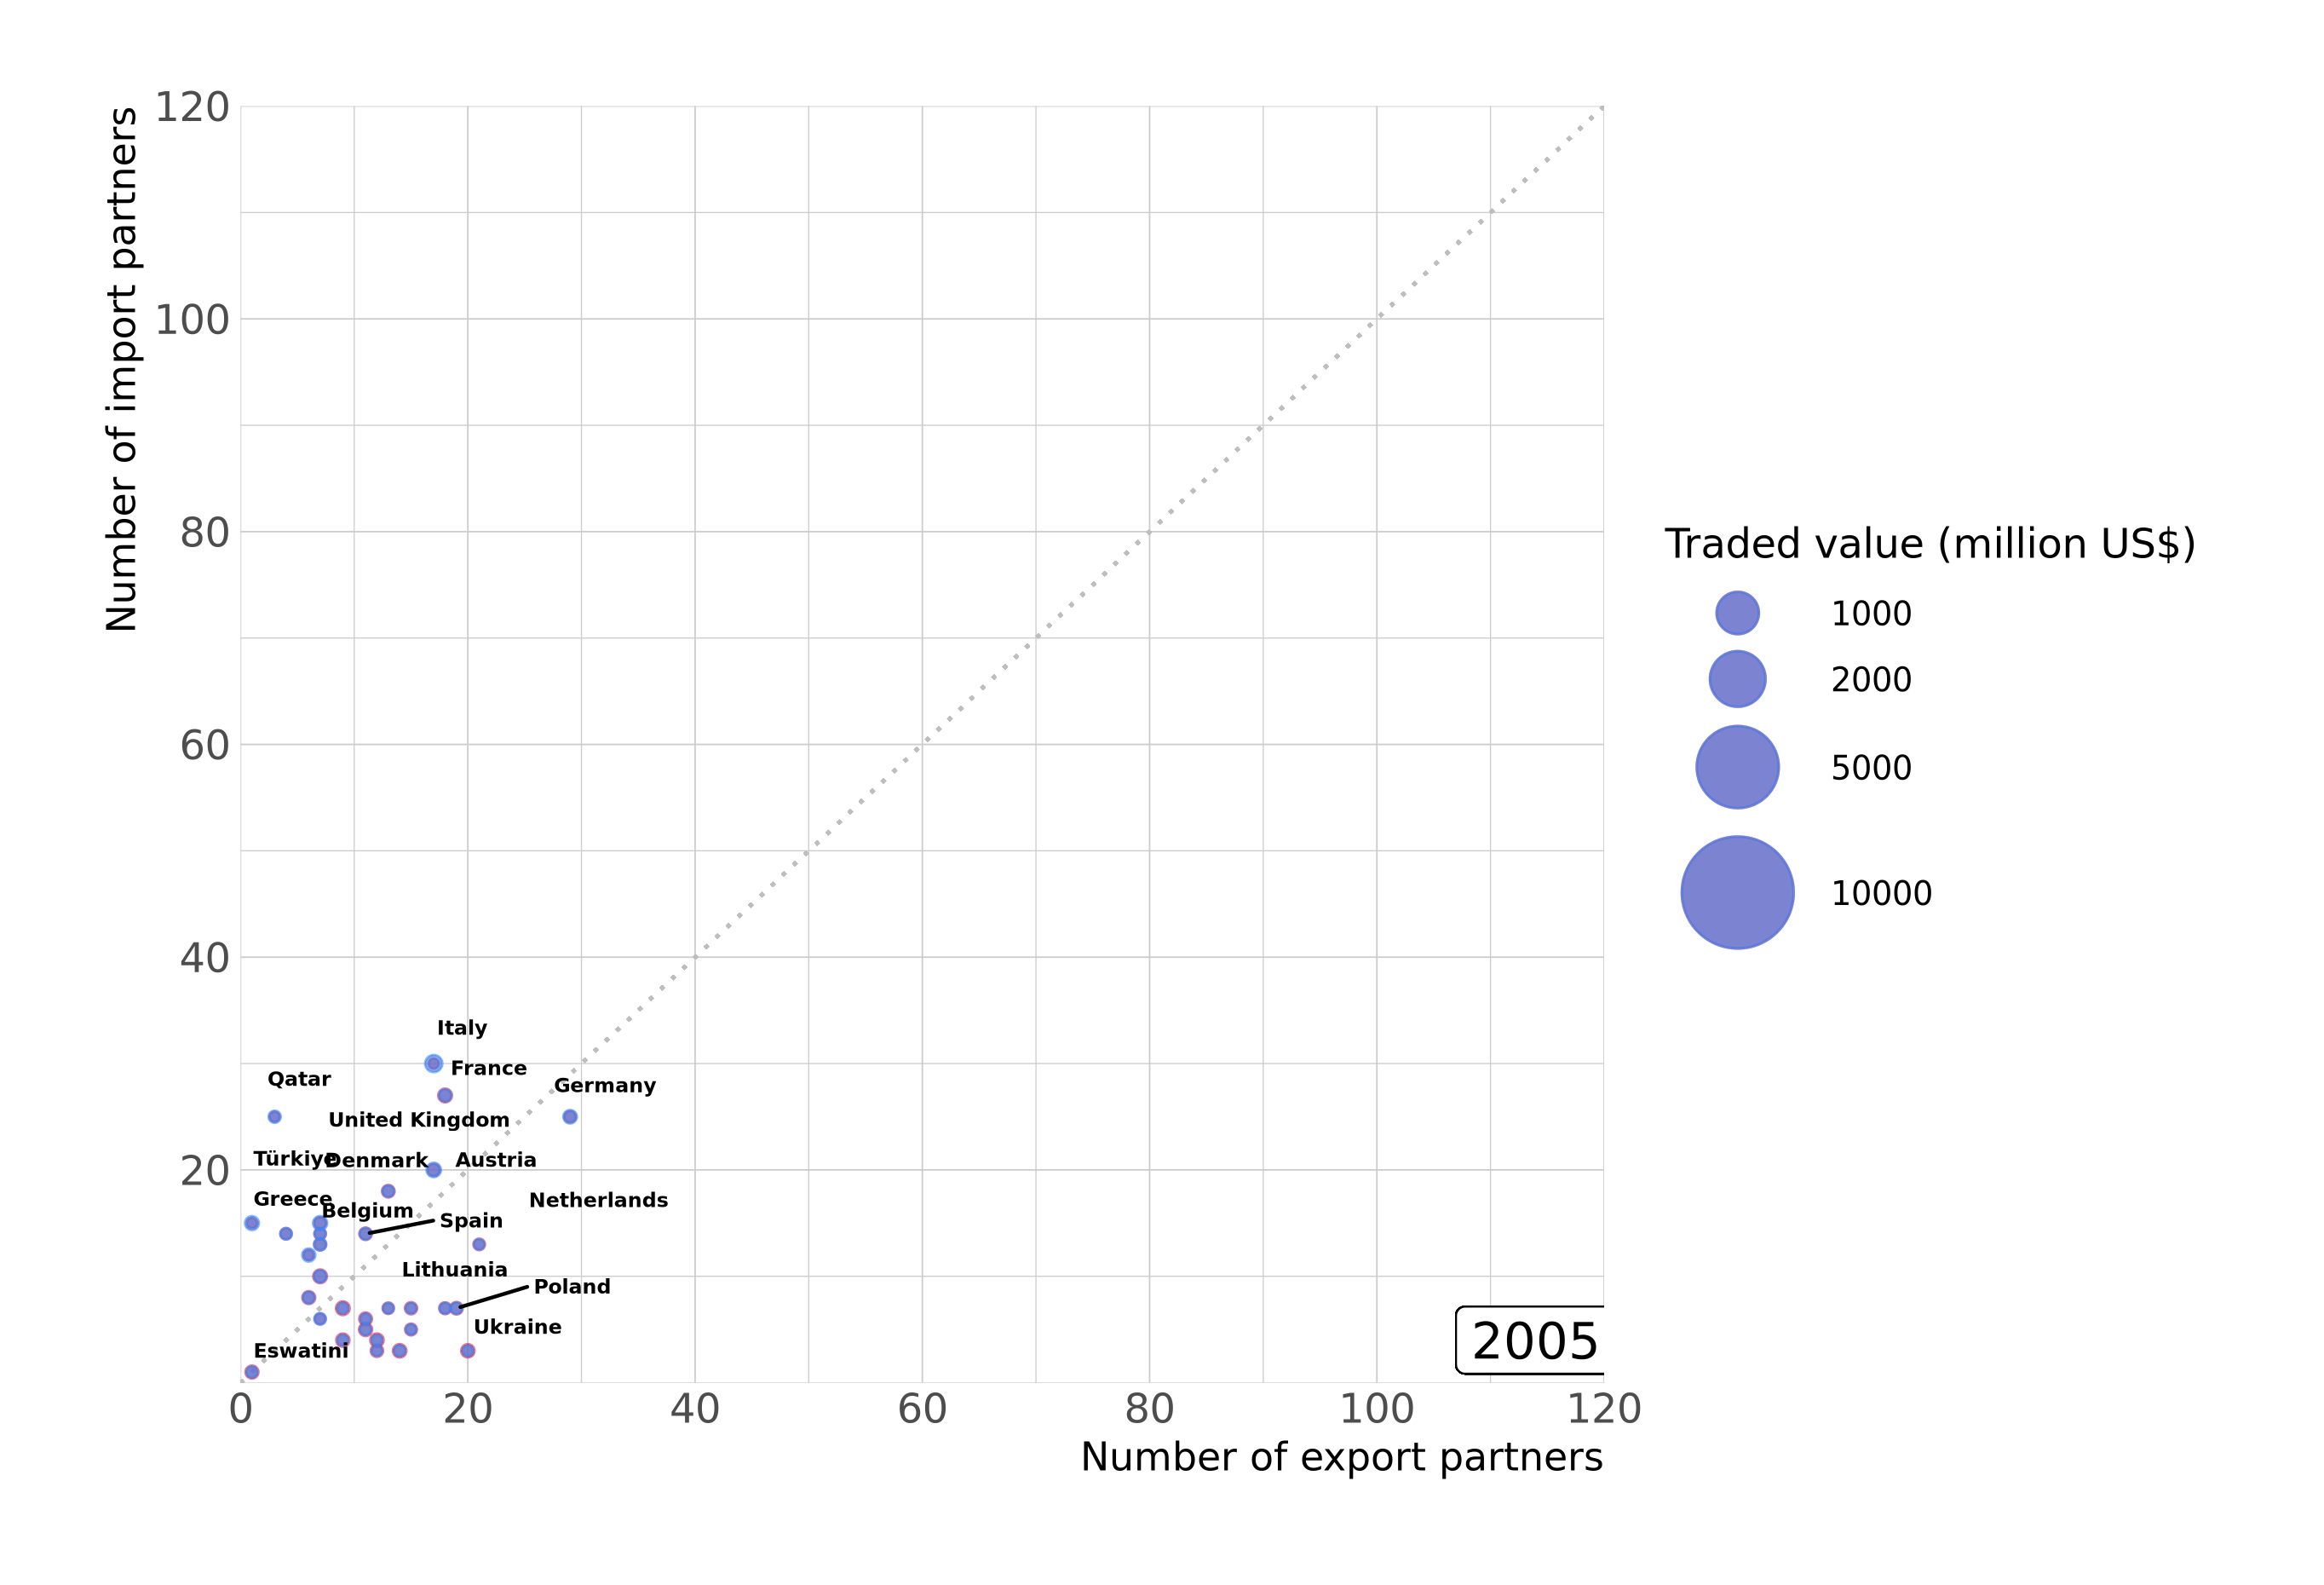 120
100
80
60
40
20
Number of import partners
Italy
France
Qatar
Germany
United Kingdom
Türkiye
Denmark
Austria
Greece
Netherlands
Belgium
Spain
Lithuania
Poland
Ukraine
Eswatini
2005
0
20
40
60
80
100
120
Number of export partners
Traded value (million US$)
1000
2000
5000
10000